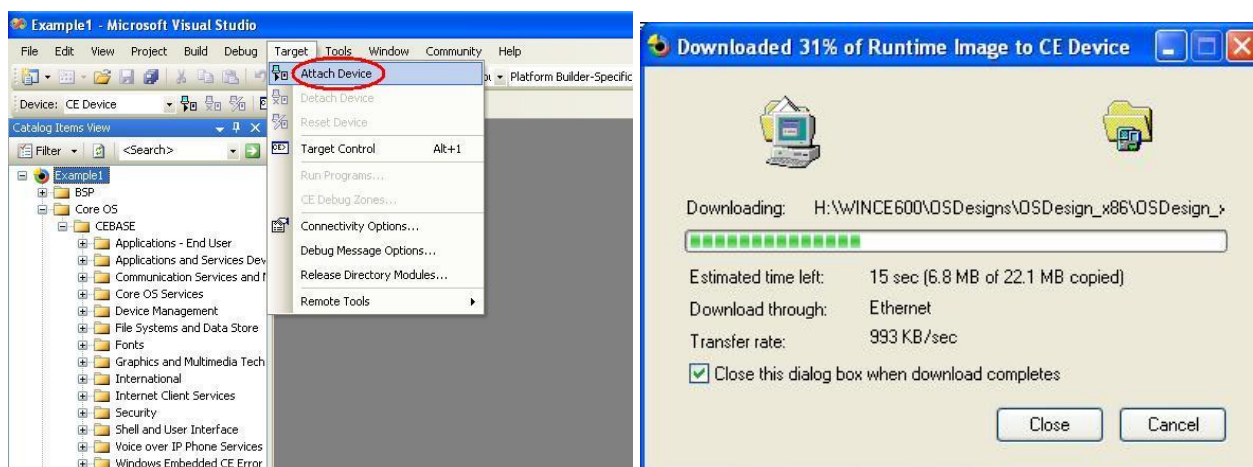 Example1 - Microsoft Visual Studio
File Edit View Project Build Debug Target Tools Window Community Help
Attach Device
Platform Builder-Specific
Device: CE Device
Detach Device
Catalog Items View
Reset Device
Filter <Search>
Target Control Alt+1
Example1
Run Programs...
BSP
CE Debug Zones...
Core OS
CEBASE
Connectivity Options...
Applications - End User
Debug Message Options...
Applications and Services Dev
Release Directory Modules...
Communication Services and
Core OS Services
Remote Tools
Device Management
File Systems and Data Store
Fonts
Graphics and Multimedia Tech
International
Internet Client Services
Security
Shell and User Interface
Voice over IP Phone Services
Windows Embedded CE Error
Downloaded 31% of Runtime Image to CE Device
Downloading: H:\WINCE600\OSDesigns\OSDesign_x86\OSDesign_
Estimated time left: 15 sec (6.8 MB of 22.1 MB copied)
Download through: Ethernet
Transfer rate: 993 KB/sec
Close this dialog box when download completes
Close Cancel